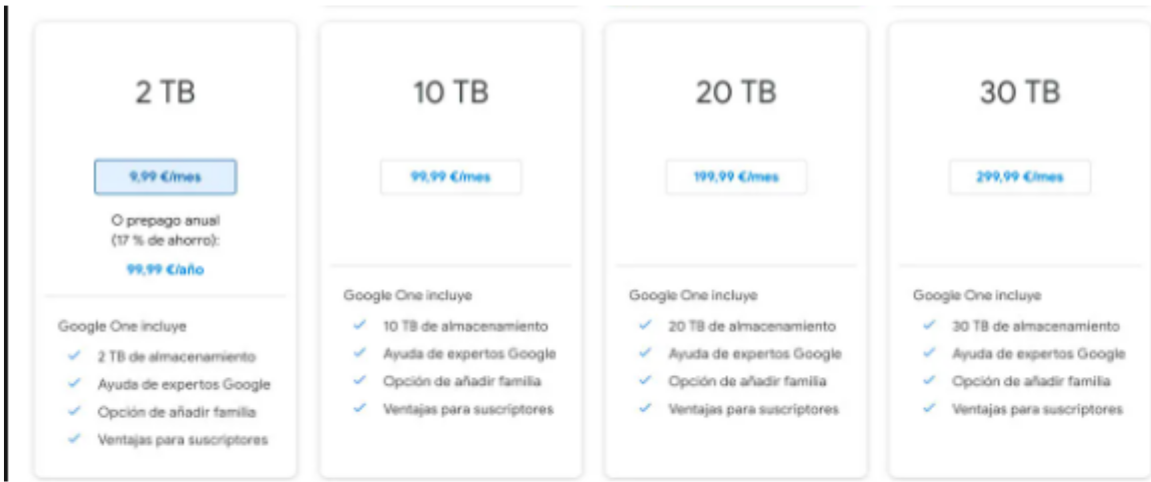 2 TB
9,99 €/mes
O prepago anual
(17 % de ahorro):
99,99 €/año
Google One incluye
2 TB de almacenamiento
Ayuda de expertos Google
Opción de añadir familia
Ventajas para suscriptores
10 TB
99,99 €/mes
Google One incluye
10 TB de almacenamiento
Ayuda de expertos Google
Opción de añadir familia
Ventajas para suscriptores
20 TB
199,99 €/mes
Google One incluye
20 TB de almacenamiento
Ayuda de expertos Google
Opción de añadir familia
Ventajas para suscriptores
30 TB
299,99 €/mes
Google One incluye
30 TB de almacenamiento
Ayuda de expertos Google
Opción de añadir familia
Ventajas para suscriptores